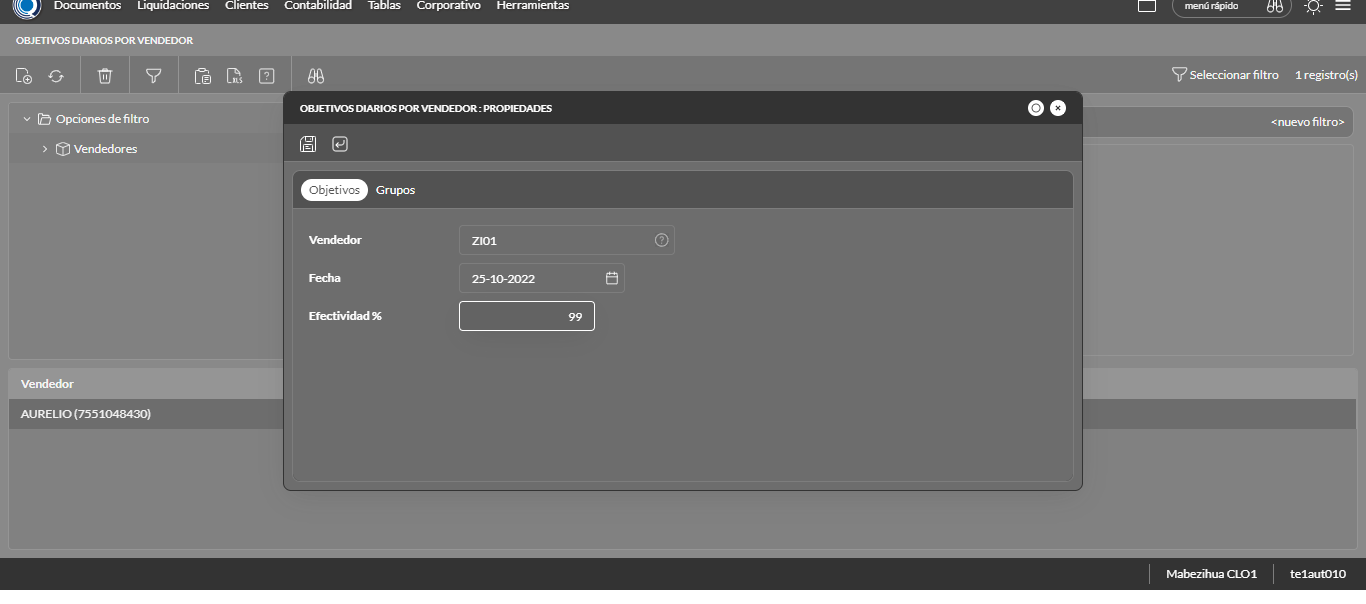 Documentos Liquidaciones Clientes Contabilidad Tablas Corporativo Herramientas menú rápido
OBJETIVOS DIARIOS POR VENDEDOR
XLS ? Seleccionar filtro 1 registro(s)
OBJETIVOS DIARIOS POR VENDEDOR : PROPIEDADES
Opciones de filtro <nuevo filtro>
Vendedores
Objetivos Grupos
Vendedor ZI01 ?
Fecha 25-10-2022
Efectividad % 99
Vendedor
AURELIO (7551048430)
Mabezihua CLO1 te1aut010